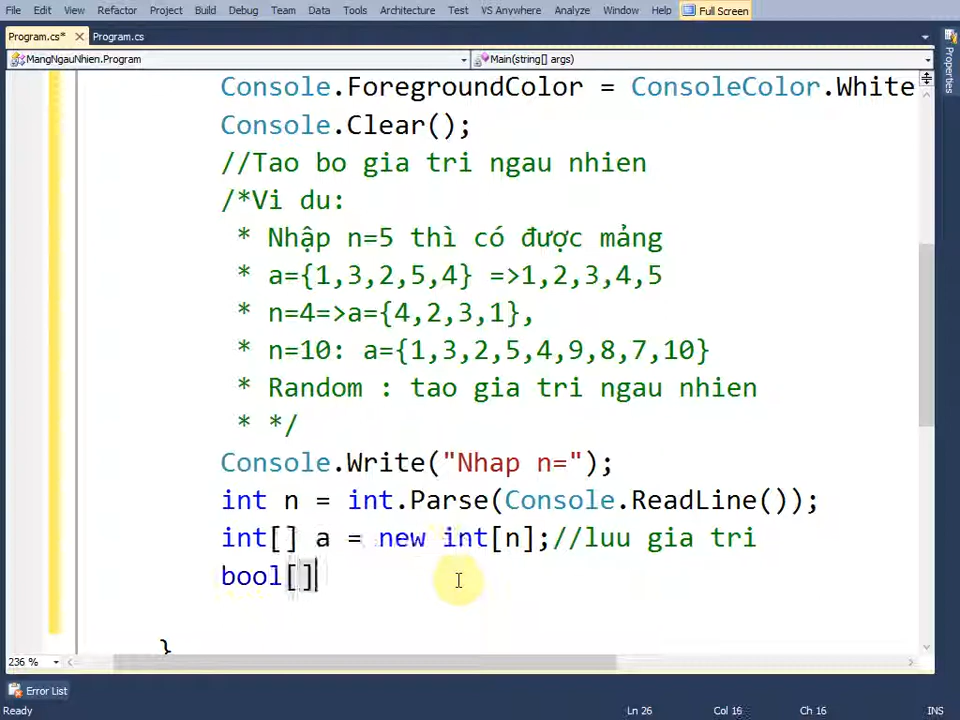 File Edit View Refactor Project Build Debug Team Data Tools Architecture Test VS Anywhere Analyze Window Help Full Screen
Program.cs* Program.cs
MangNgauNhien.Program Main(string[] args)
Properties
Console.ForegroundColor = ConsoleColor.White
Console.Clear();
//Tao bo gia tri ngau nhien
/*Vi du:
* Nhập n=5 thì có được mảng
* a={1,3,2,5,4} =>1,2,3,4,5
* n=4=>a={4,2,3,1},
* n=10: a={1,3,2,5,4,9,8,7,10}
* Random : tao gia tri ngau nhien
* */
Console.Write("Nhap n=");
int n = int.Parse(Console.ReadLine());
int[] a = new int[n];//luu gia tri
bool[]
}
236 %
Error List
Ready Ln 26 Col 16 Ch 16 INS